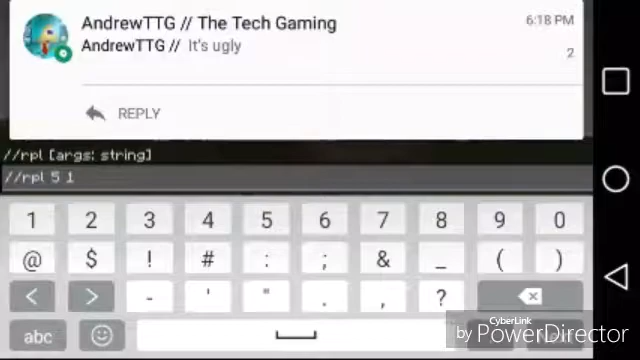 AndrewTTG // The Tech Gaming
6:18 PM
AndrewTTG // It's ugly
2
REPLY
//rpl [args: string]
//rpl 5 1
1 2 3 4 5 6 7 8 9 0
@ $ ! # : ; & _ ( )
< > - ' " . , ?
abc
CyberLink
by PowerDirector